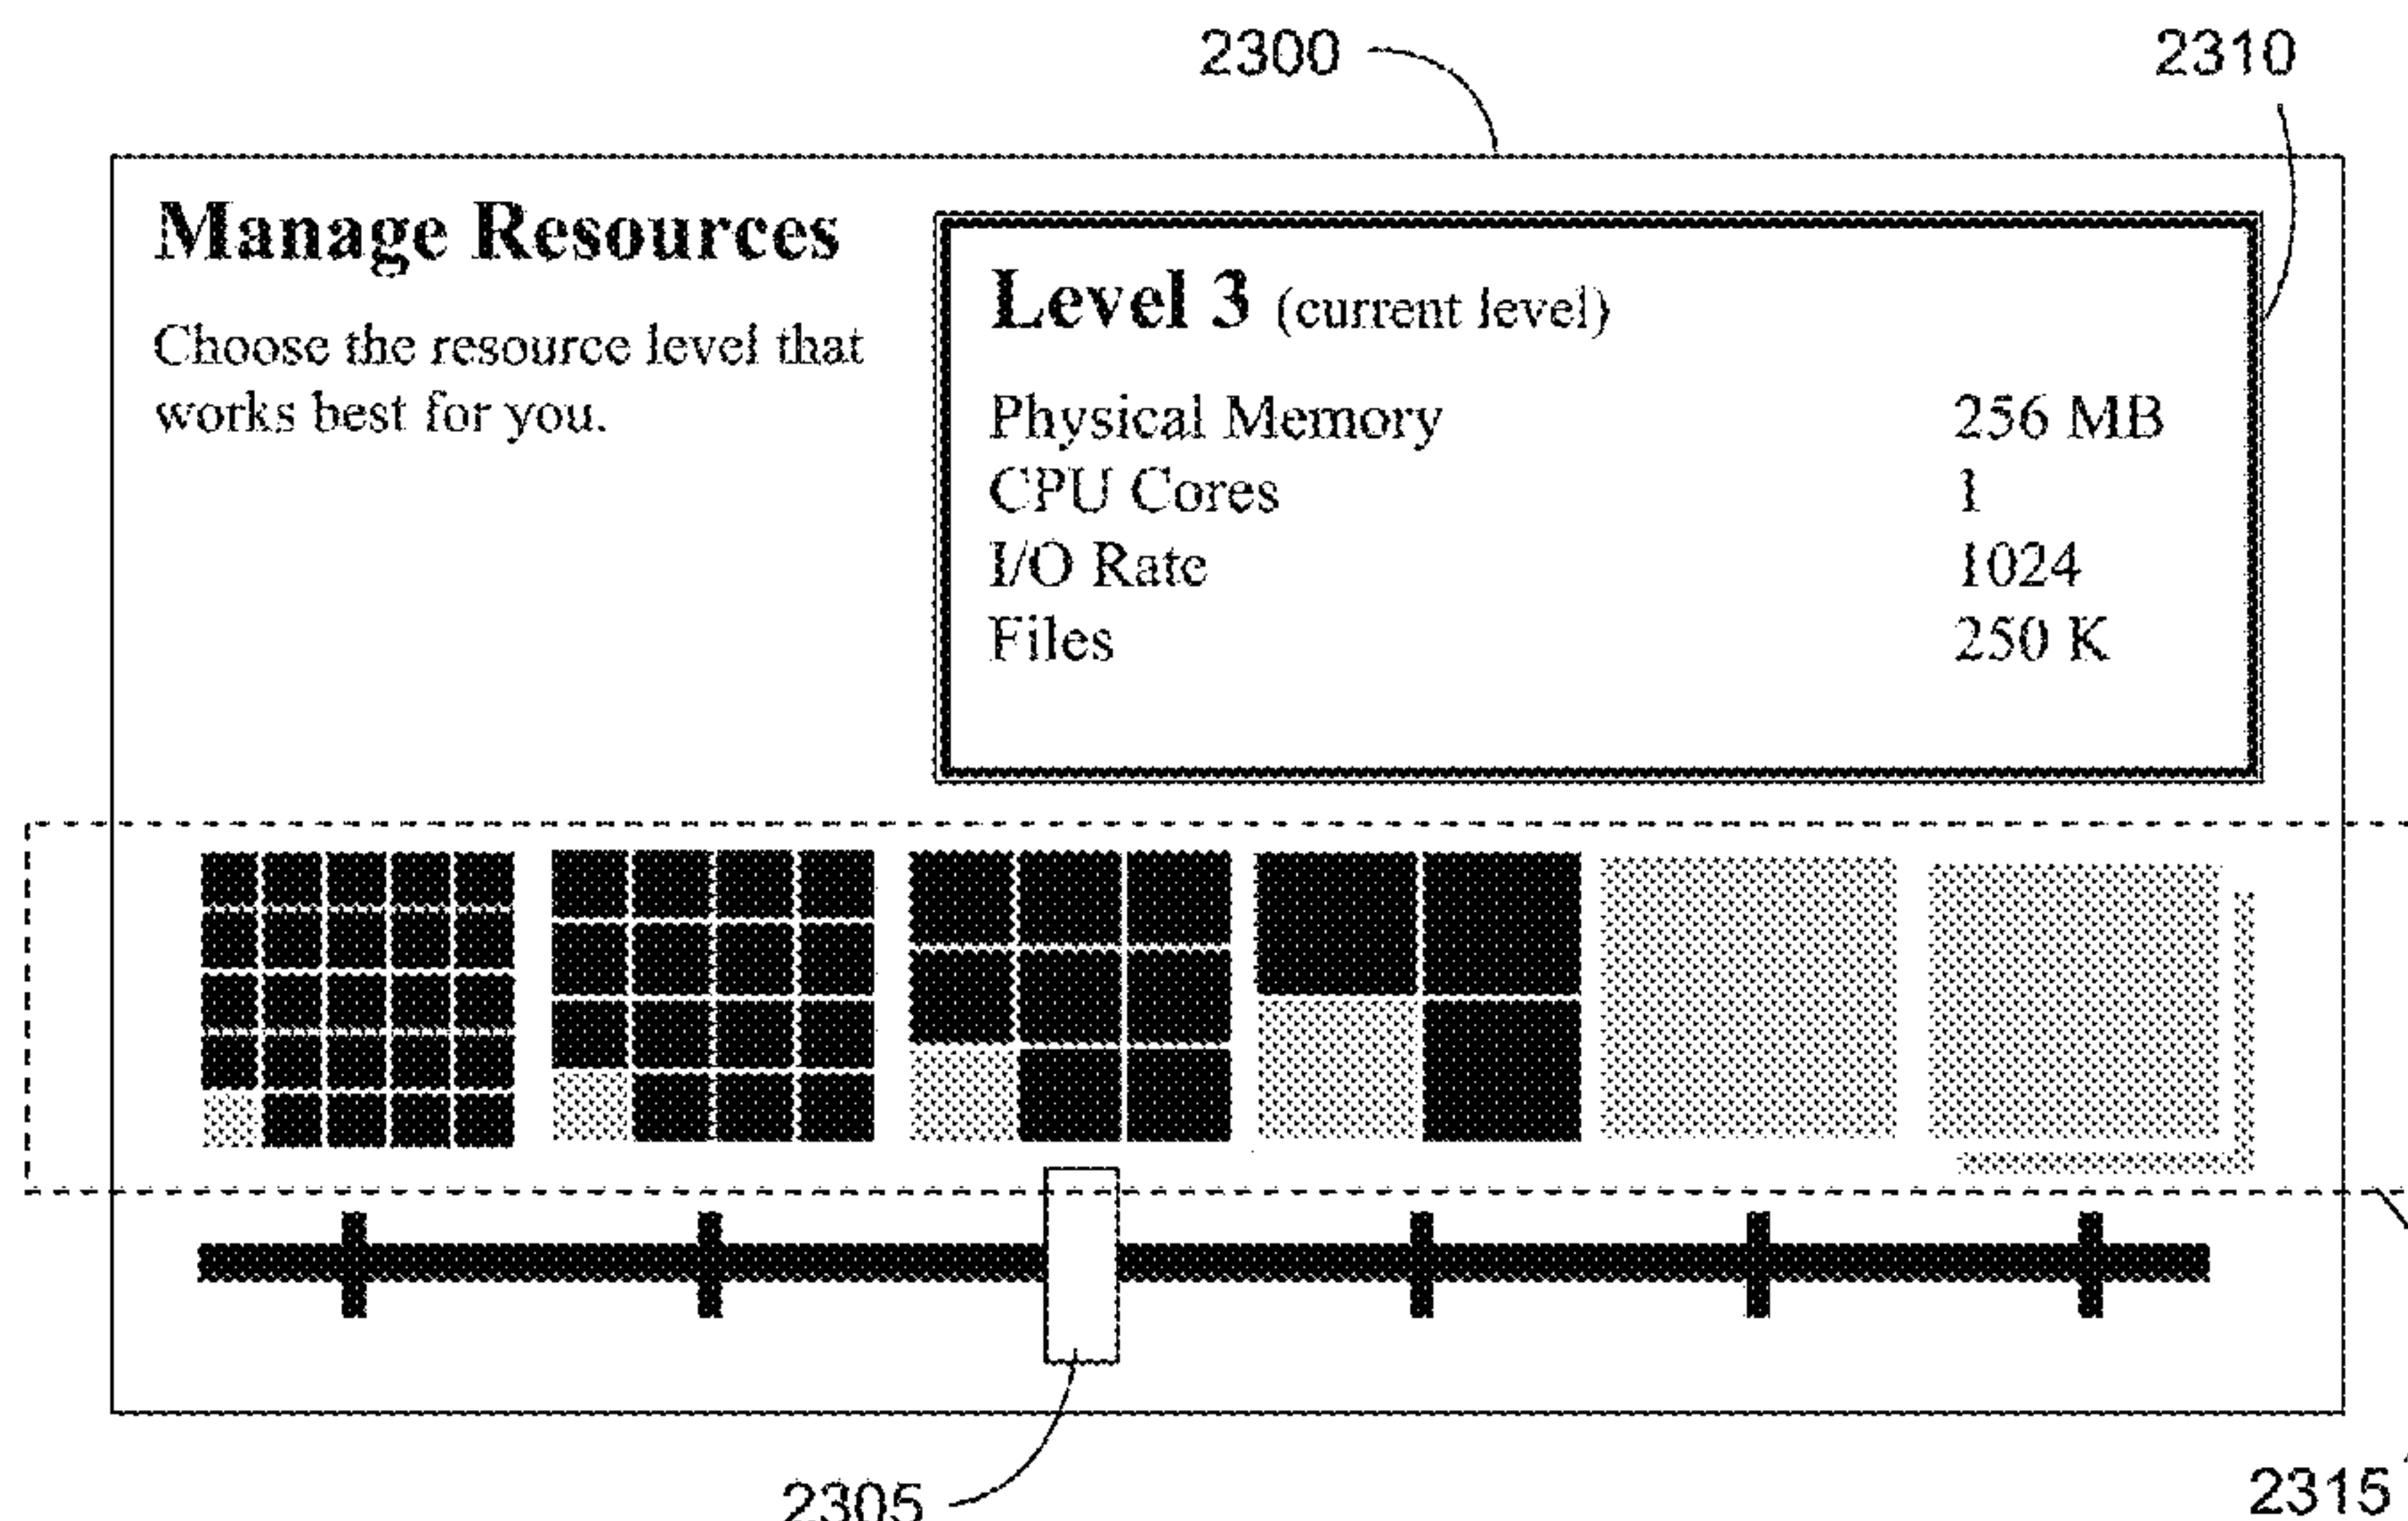 2300
2310
Manage Resources
Choose the resource level that
works best for you.
Level 3 (current level)
Physical Memory 256 MB
CPU Cores 1
I/O Rate 1024
Files 250 K
2305
2315